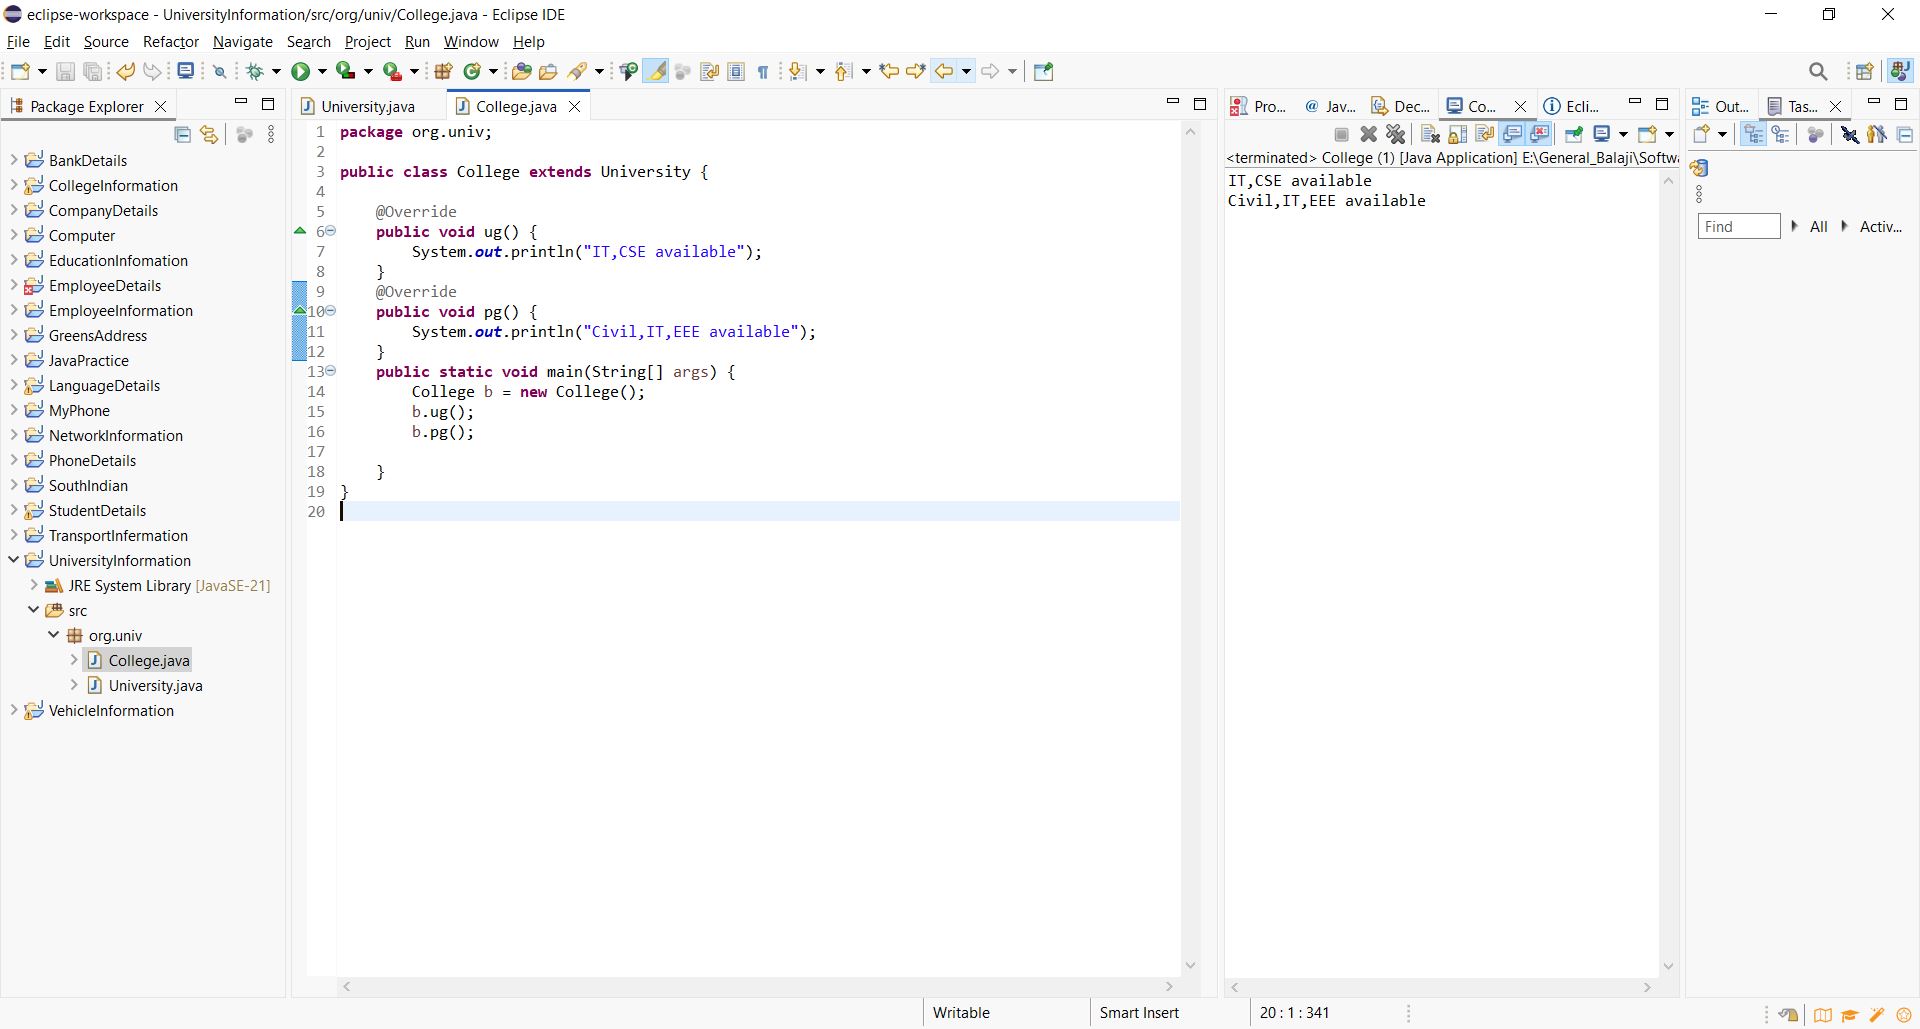 eclipse-workspace - UniversityInformation/src/org/univ/College.java - Eclipse IDE
File Edit Source Refactor Navigate Search Project Run Window Help
Package Explorer
BankDetails
CollegeInformation
CompanyDetails
Computer
EducationInfomation
EmployeeDetails
EmployeeInformation
GreensAddress
JavaPractice
LanguageDetails
MyPhone
NetworkInformation
PhoneDetails
SouthIndian
StudentDetails
TransportInfermation
UniversityInformation
JRE System Library [JavaSE-21]
src
org.univ
College.java
University.java
VehicleInformation
University.java College.java
1 package org.univ;
2
3 public class College extends University {
4
5 @Override
6 public void ug() {
7 System.out.println("IT,CSE available");
8 }
9 @Override
10 public void pg() {
11 System.out.println("Civil,IT,EEE available");
12 }
13 public static void main(String[] args) {
14 College b = new College();
15 b.ug();
16 b.pg();
17
18 }
19 }
20
Pro... @ Jav... Dec... Co... Ecli...
<terminated> College (1) [Java Application] E:\General_Balaji\Softwa
IT,CSE available
Civil,IT,EEE available
Out... Tas...
Find All Activ...
Writable Smart Insert 20 : 1 : 341